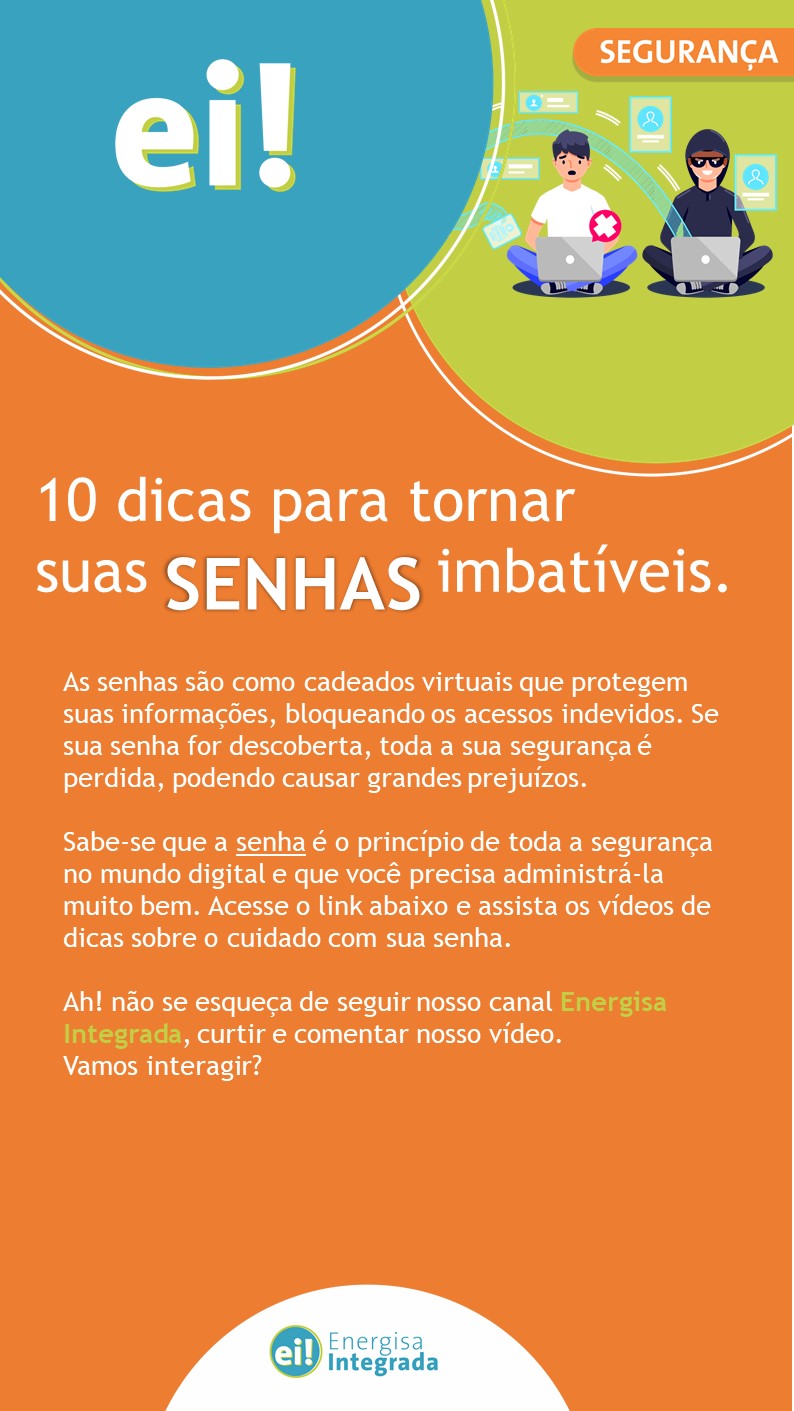 ei!
SEGURANÇA
10 dicas para tornar
suas SENHAS imbatíveis.
As senhas são como cadeados virtuais que protegem
suas informações, bloqueando os acessos indevidos. Se
sua senha for descoberta, toda a sua segurança é
perdida, podendo causar grandes prejuízos.
Sabe-se que a senha é o princípio de toda a segurança
no mundo digital e que você precisa administrá-la
muito bem. Acesse o link abaixo e assista os vídeos de
dicas sobre o cuidado com sua senha.
Ah! não se esqueça de seguir nosso canal Energisa
Integrada, curtir e comentar nosso vídeo.
Vamos interagir?
ei! Energisa
Integrada